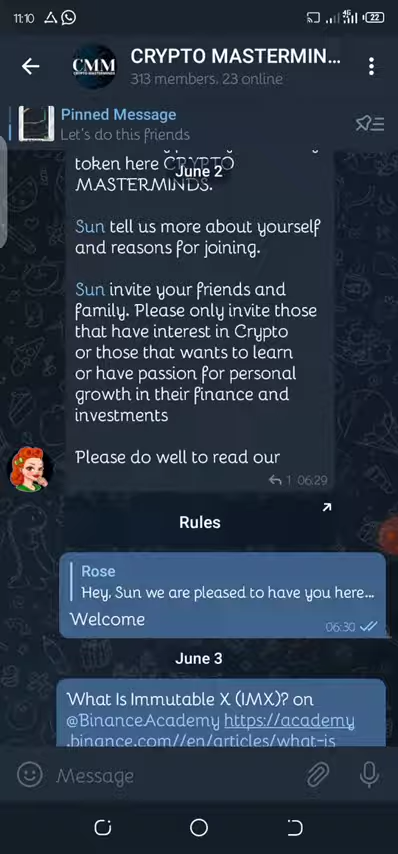 11:10
4G
22
CMM
CRYPTO MASTERMINDS
CRYPTO MASTERMIN...
313 members, 23 online
Pinned Message
Let's do this friends
token here CRYPTO
June 2
MASTERMINDS.
Sun tell us more about yourself
and reasons for joining.
Sun invite your friends and
family. Please only invite those
that have interest in Crypto
or those that wants to learn
or have passion for personal
growth in their finance and
investments
Please do well to read our
1 06:29
Rules
Rose
Hey, Sun we are pleased to have you here...
Welcome
06:30
June 3
What Is Immutable X (IMX)? on
@BinanceAcademy https://academy
.binance.com//en/articles/what-is
Message